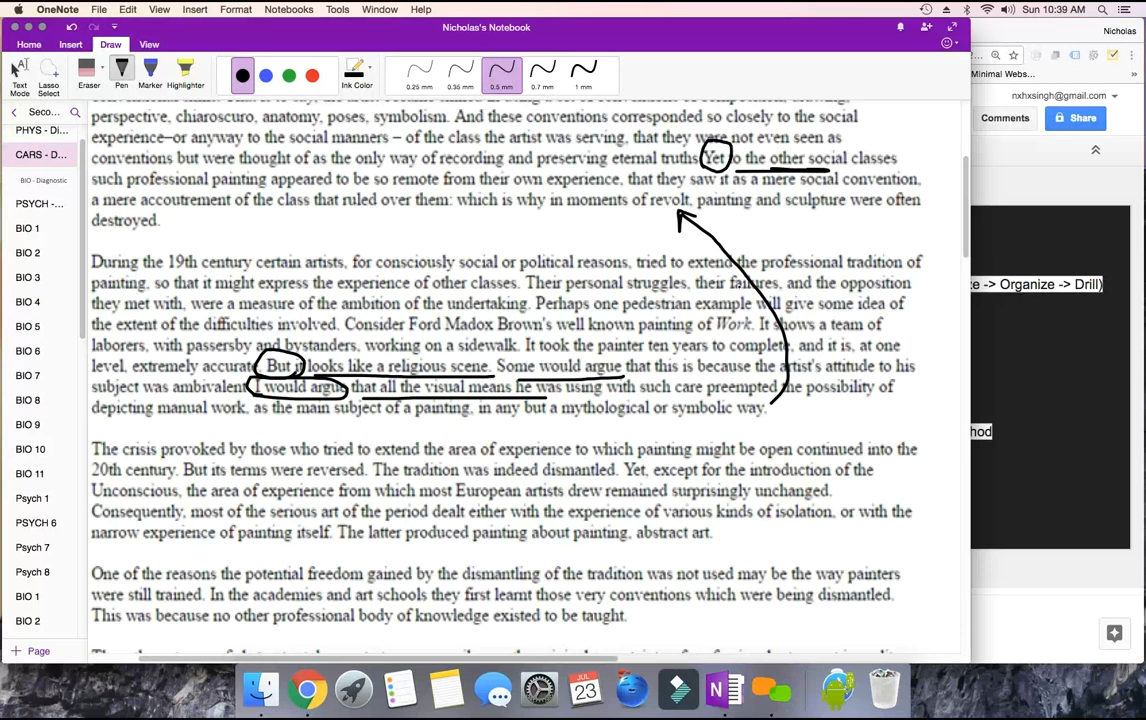 OneNote File Edit View Insert Format Notebooks Tools Window Help Sun 10:39 AM
Nicholas's Notebook
Nicholas
Home Insert Draw View
Text Mode
Lasso Select
Eraser
Pen
Marker
Highlighter
Ink Color
0.25 mm 0.35 mm 0.5 mm 0.7 mm 1 mm
Minimal Webs...
nxhxsingh@gmail.com
Comments
Share
Seco...
PHYS - Di...
CARS - D...
BIO - Diagnostic
PSYCH -...
BIO 1
BIO 2
BIO 3
BIO 4
BIO 5
BIO 6
BIO 7
BIO 8
BIO 9
BIO 10
BIO 11
Psych 1
PSYCH 6
Psych 7
Psych 8
BIO 1
BIO 2
+ Page
perspective, chiaroscuro, anatomy, poses, symbolism. And these conventions corresponded so closely to the social
experience–or anyway to the social manners – of the class the artist was serving, that they were not even seen as
conventions but were thought of as the only way of recording and preserving eternal truths. Yet to the other social classes
such professional painting appeared to be so remote from their own experience, that they saw it as a mere social convention,
a mere accoutrement of the class that ruled over them: which is why in moments of revolt, painting and sculpture were often
destroyed.
During the 19th century certain artists, for consciously social or political reasons, tried to extend the professional tradition of
painting, so that it might express the experience of other classes. Their personal struggles, their failures, and the opposition
they met with, were a measure of the ambition of the undertaking. Perhaps one pedestrian example will give some idea of
the extent of the difficulties involved. Consider Ford Madox Brown's well known painting of Work. It shows a team of
laborers, with passersby and bystanders, working on a sidewalk. It took the painter ten years to complete, and it is, at one
level, extremely accurate. But it looks like a religious scene. Some would argue that this is because the artist's attitude to his
subject was ambivalent. I would argue that all the visual means he was using with such care preempted the possibility of
depicting manual work, as the main subject of a painting, in any but a mythological or symbolic way.
The crisis provoked by those who tried to extend the area of experience to which painting might be open continued into the
20th century. But its terms were reversed. The tradition was indeed dismantled. Yet, except for the introduction of the
Unconscious, the area of experience from which most European artists drew remained surprisingly unchanged.
Consequently, most of the serious art of the period dealt either with the experience of various kinds of isolation, or with the
narrow experience of painting itself. The latter produced painting about painting, abstract art.
One of the reasons the potential freedom gained by the dismantling of the tradition was not used may be the way painters
were still trained. In the academies and art schools they first learnt those very conventions which were being dismantled.
This was because no other professional body of knowledge existed to be taught.
-> Organize -> Drill)
hod
JUL
23